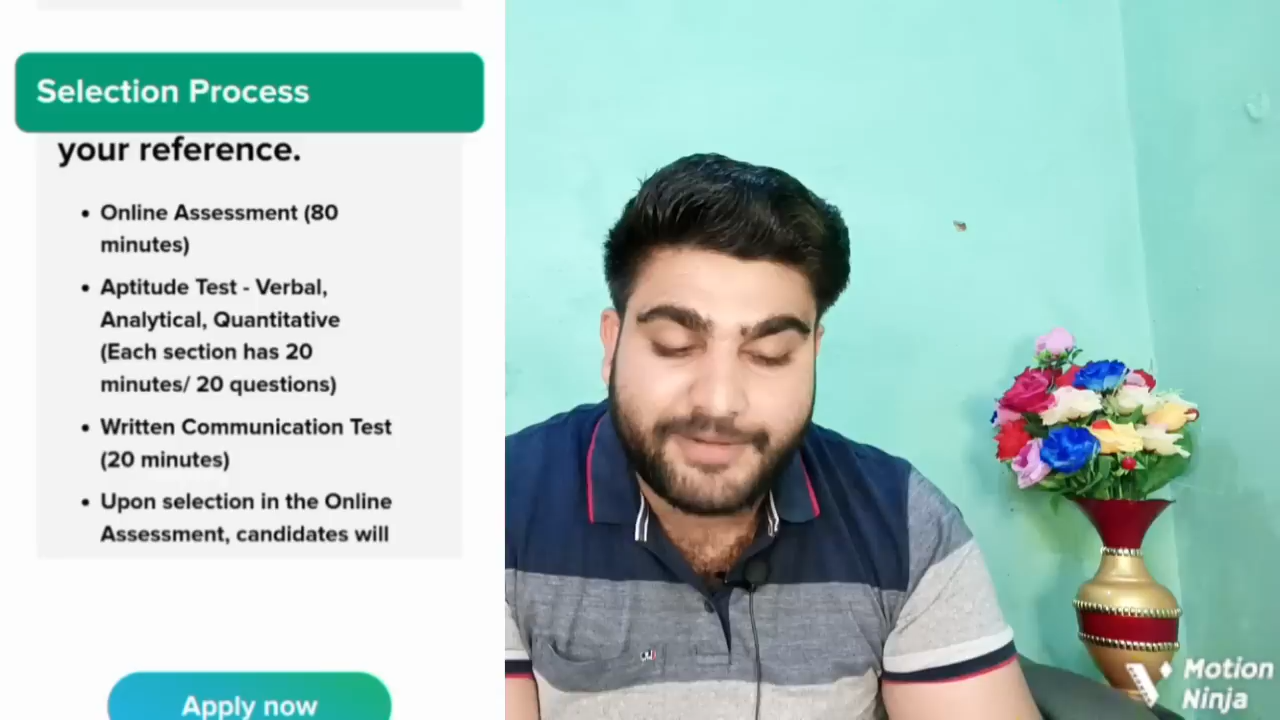 Selection Process
your reference.
• Online Assessment (80
minutes)
• Aptitude Test - Verbal,
Analytical, Quantitative
(Each section has 20
minutes/ 20 questions)
• Written Communication Test
(20 minutes)
• Upon selection in the Online
Assessment, candidates will
Apply now
Motion
Ninja